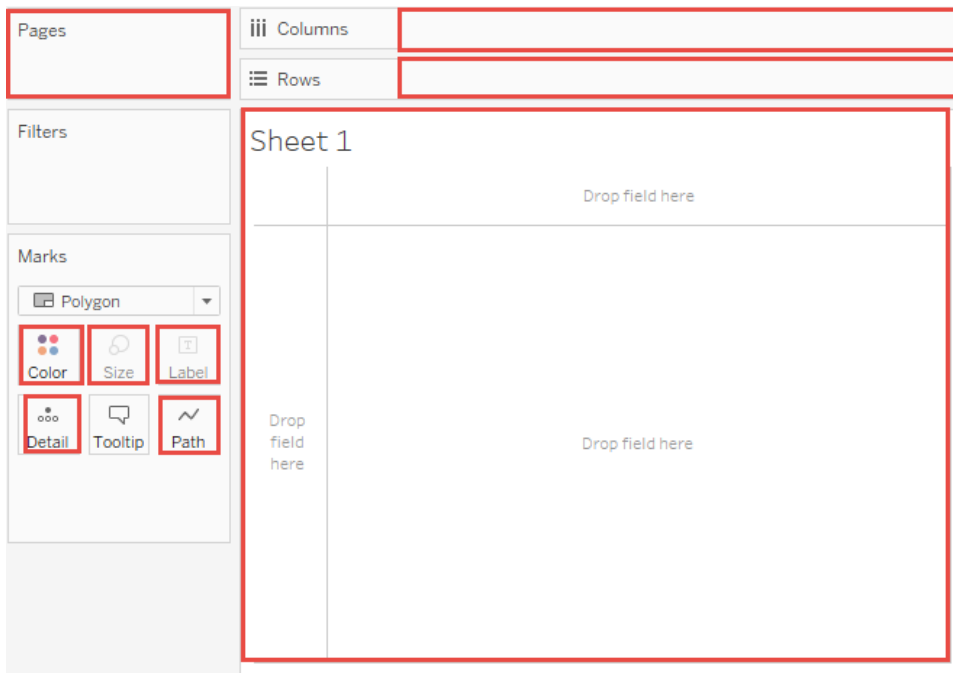 Pages
Columns
Rows
Filters
Sheet 1
Drop field here
Marks
Polygon
Color Size T Label
Detail Tooltip Path
Drop
field
here
Drop field here